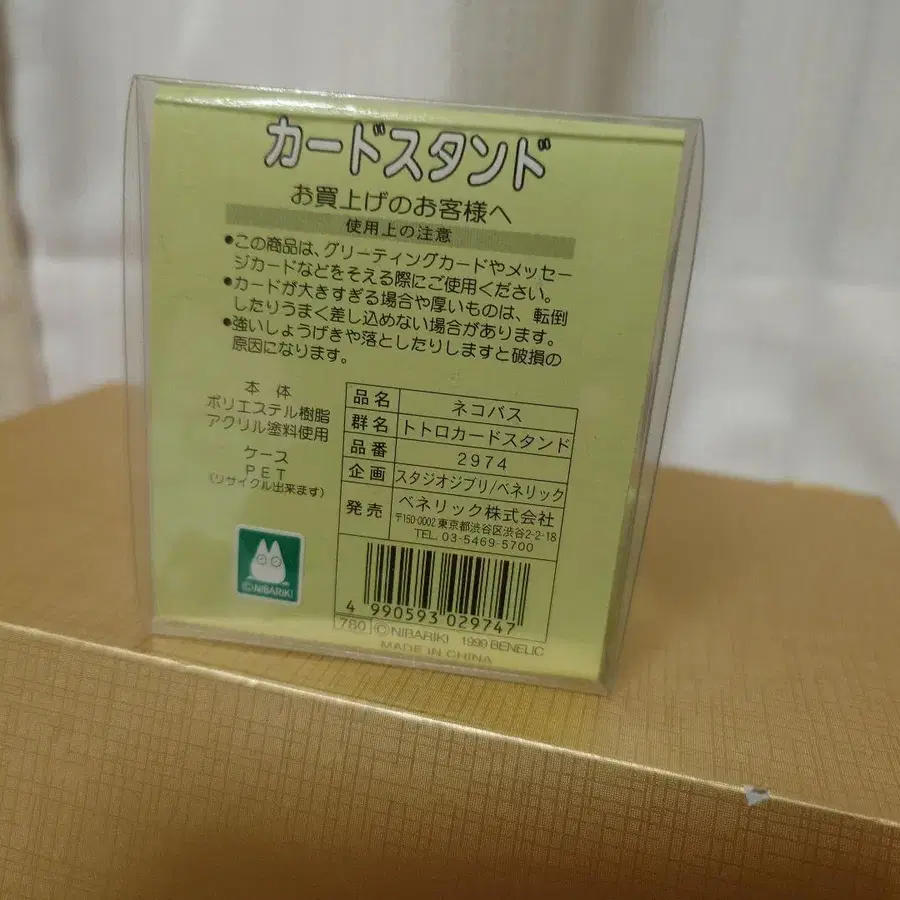 カードスタンド
お買上げのお客様へ
使用上の注意
•この商品は、グリーティングカードやメッセー
ジカードなどをそえる際にご使用ください。
•カードが大きすぎる場合や厚いものは、転倒
したりうまく差し込めない場合があります。
•強いしょうげきや落としたりしますと破損の
原因になります。
本体
ポリエステル樹脂
アクリル塗料使用
ケース
PET
(リサイクル出来ます)
品名 ネコバス
群名 トトロカードスタンド
品番 2974
企画 スタジオジブリ/ベネリック
発売 ベネリック株式会社
〒150-0002 東京都渋谷区渋谷2-2-18
TEL. 03-5469-5700
©NIBARIKI
4 990593 029747
780 ©NIBARIKI 1999 BENELIC
MADE IN CHINA